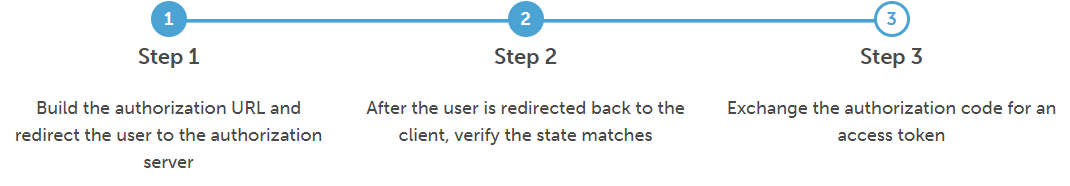 1
2
3
Step 1
Step 2
Step 3
Build the authorization URL and
redirect the user to the authorization
server
After the user is redirected back to the
client, verify the state matches
Exchange the authorization code for an
access token